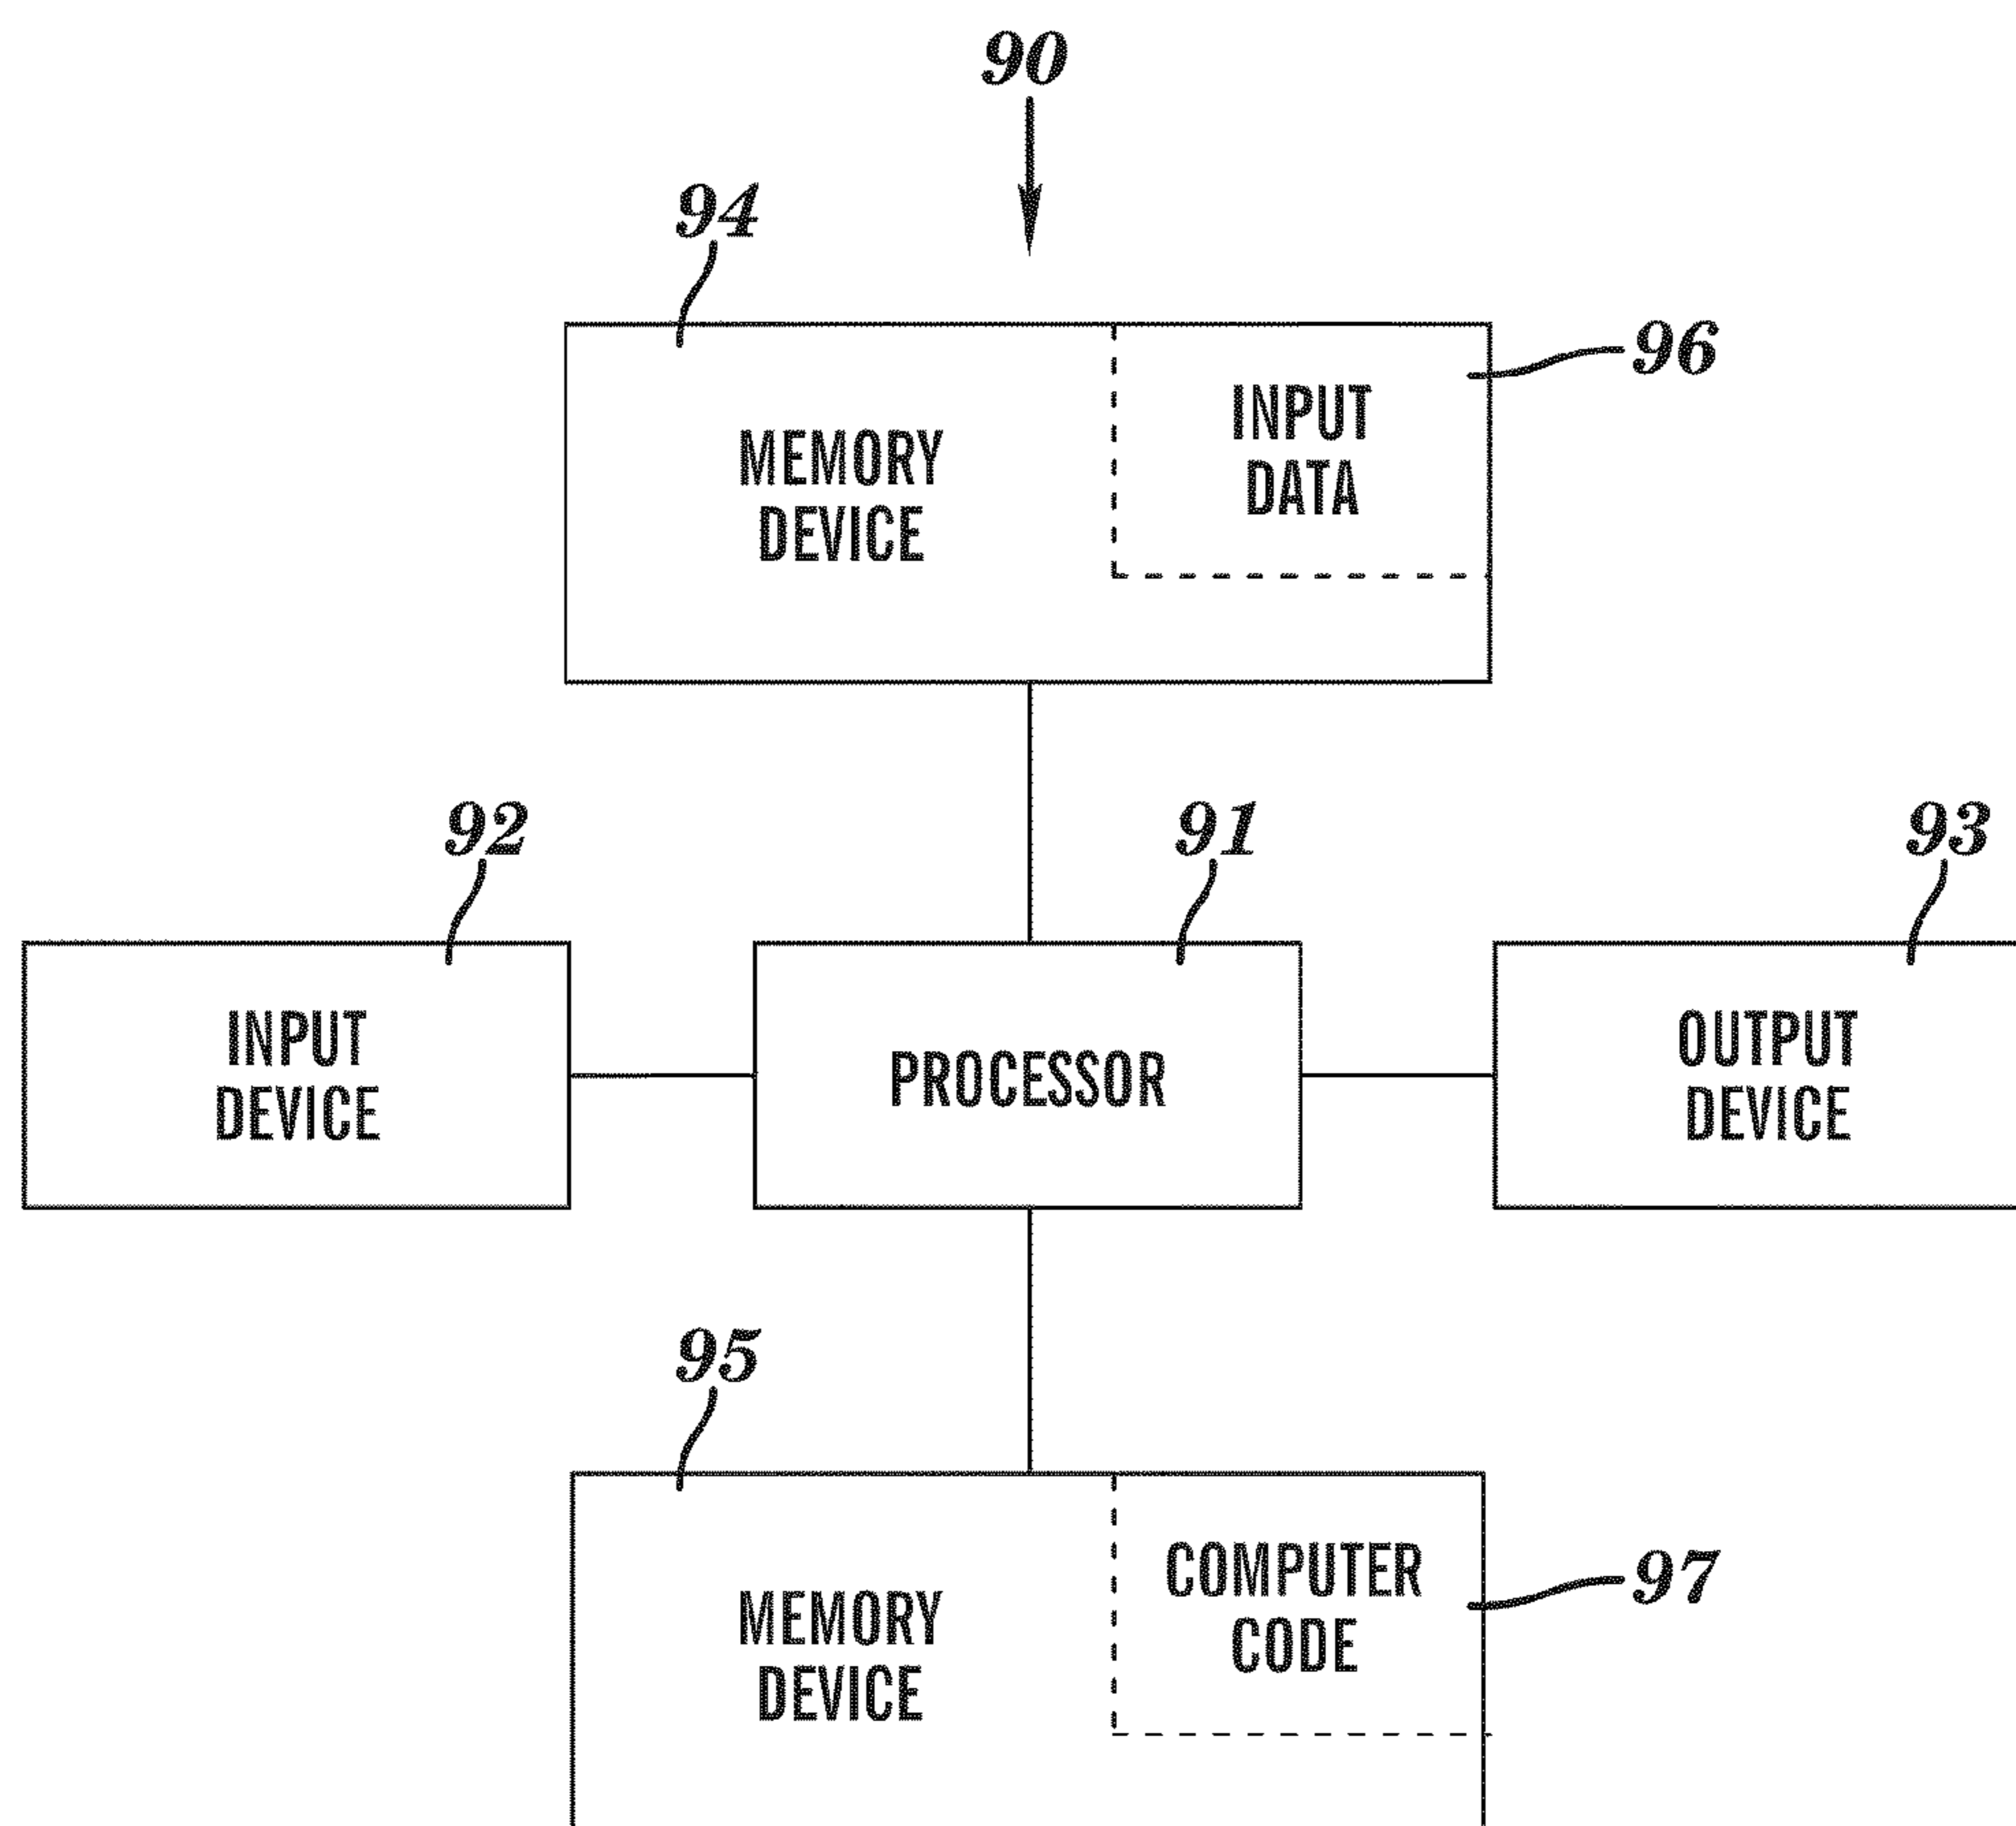 90
94
96
INPUT
DATA
MEMORY
DEVICE
92
91
93
INPUT
DEVICE
PROCESSOR
OUTPUT
DEVICE
95
COMPUTER
CODE
97
MEMORY
DEVICE